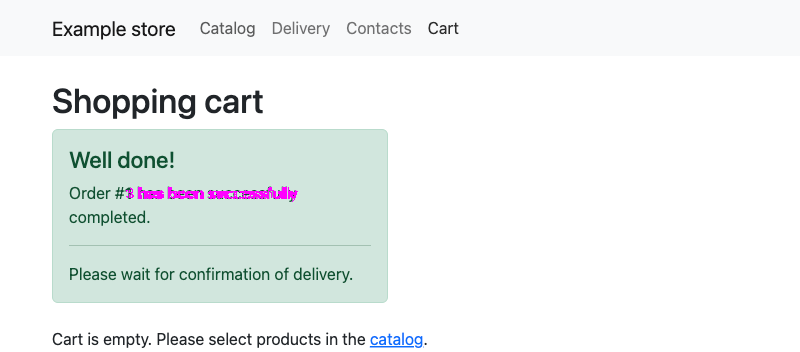 Example store Catalog Delivery Contacts Cart
Shopping cart
Well done!
Order # has been successfully
completed.
Please wait for confirmation of delivery.
Cart is empty. Please select products in the catalog.